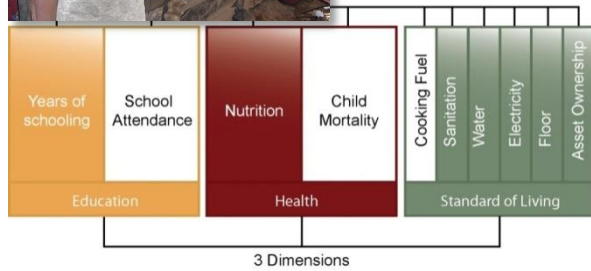 Years of
schooling
School
Attendance
Nutrition
Child
Mortality
Cooking Fuel
Sanitation
Water
Electricity
Floor
Asset Ownership
Education
Health
Standard of Living
3 Dimensions